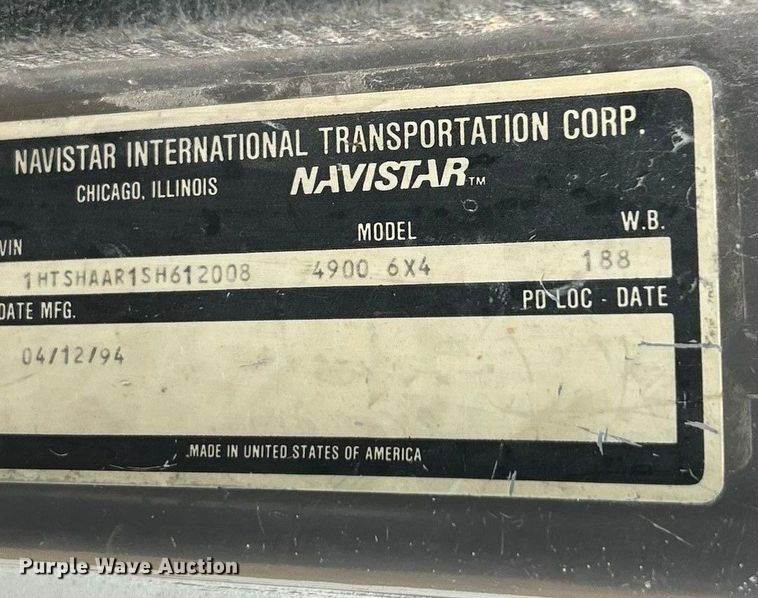 NAVISTAR INTERNATIONAL TRANSPORTATION CORP.
CHICAGO, ILLINOIS NAVISTAR™
VIN MODEL W.B.
1HTSHAAR1SH612008 4900 6X4 188
DATE MFG. PD LOC - DATE
04/12/94
MADE IN UNITED STATES OF AMERICA
Purple Wave Auction